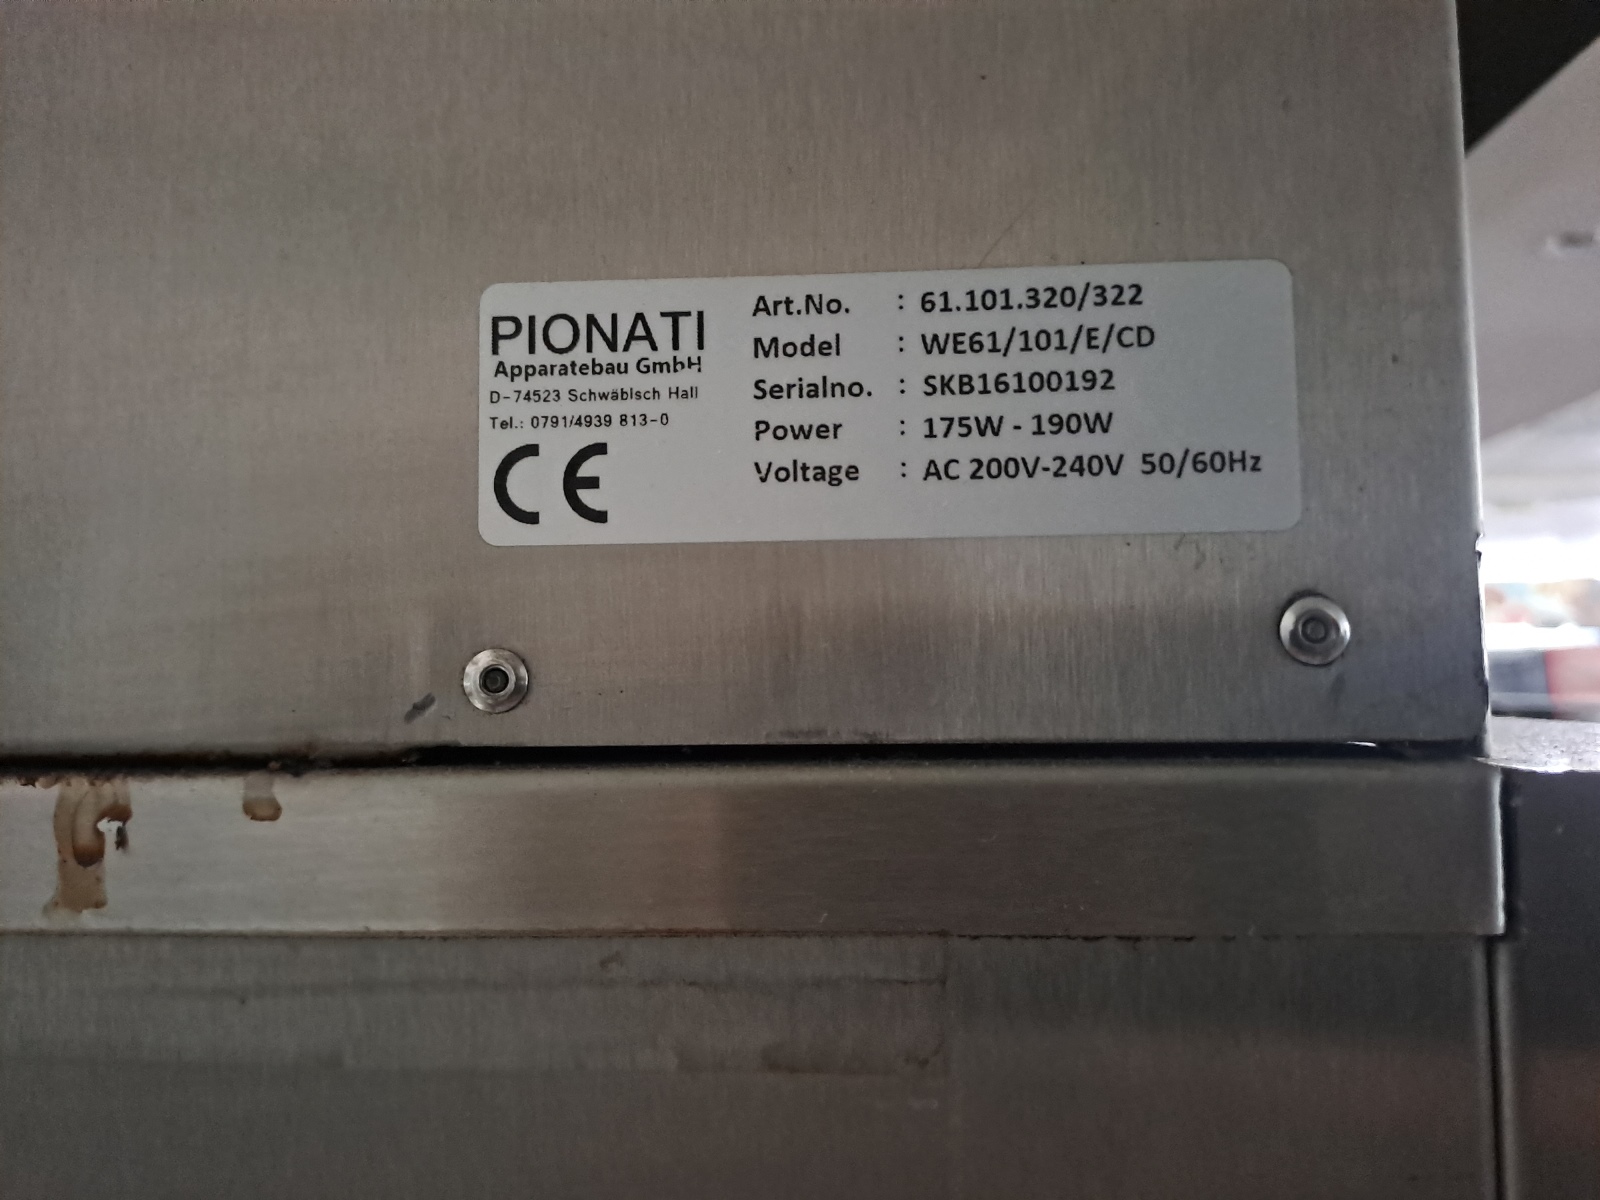 PIONATI
Apparatebau GmbH
D-74523 Schwäbisch Hall
Tel.: 0791/4939 813-0
CE
Art.No. : 61.101.320/322
Model : WE61/101/E/CD
Serialno. : SKB16100192
Power : 175W - 190W
Voltage : AC 200V-240V 50/60Hz